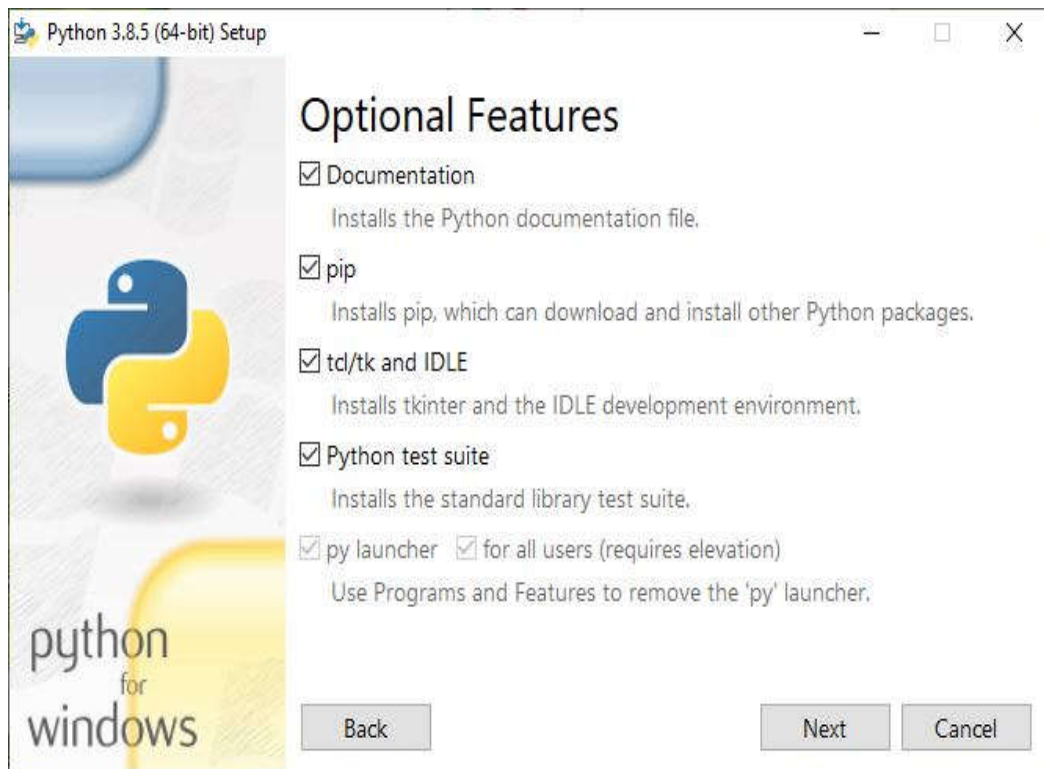 Python 3.8.5 (64-bit) Setup
Optional Features
Documentation
Installs the Python documentation file.
pip
Installs pip, which can download and install other Python packages.
tcl/tk and IDLE
Installs tkinter and the IDLE development environment.
Python test suite
Installs the standard library test suite.
py launcher for all users (requires elevation)
Use Programs and Features to remove the 'py' launcher.
python
for
windows
Back Next Cancel